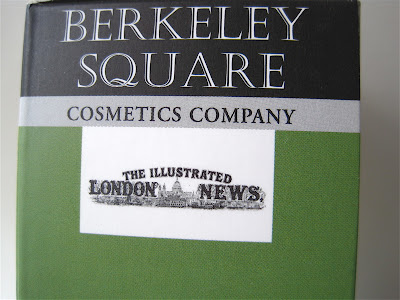 BERKELEY
SQUARE
COSMETICS COMPANY
THE ILLUSTRATED
LONDON NEWS.